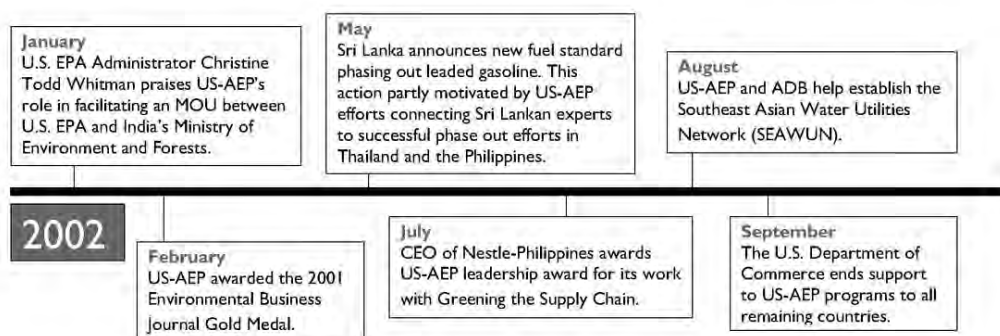 January
U.S. EPA Administrator Christine
Todd Whitman praises US-AEP's
role in facilitating an MOU between
U.S. EPA and India's Ministry of
Environment and Forests.
May
Sri Lanka announces new fuel standard
phasing out leaded gasoline. This
action partly motivated by US-AEP
efforts connecting Sri Lankan experts
to successful phase out efforts in
Thailand and the Philippines.
August
US-AEP and ADB help establish the
Southeast Asian Water Utilities
Network (SEAWUN).
2002
February
US-AEP awarded the 2001
Environmental Business
Journal Gold Medal.
July
CEO of Nestle-Philippines awards
US-AEP leadership award for its work
with Greening the Supply Chain.
September
The U.S. Department of
Commerce ends support
to US-AEP programs to all
remaining countries.